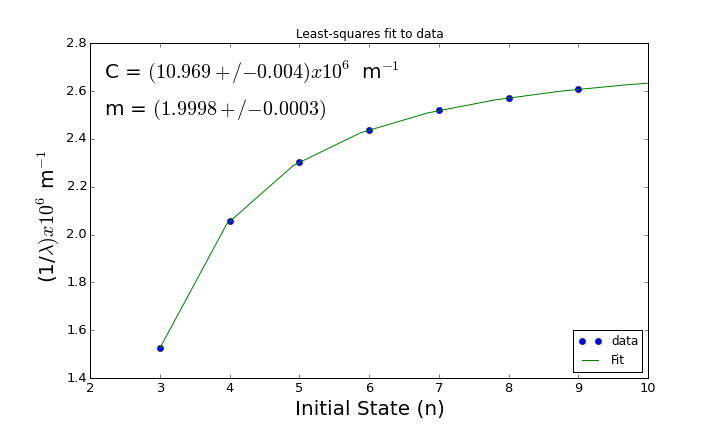 Least-squares fit to data
C = (10.969 +/−0.004)x10⁶ m⁻¹
m = (1.9998 +/−0.0003)
(1/λ)x10⁶ m⁻¹
2.8
2.6
2.4
2.2
2.0
1.8
1.6
1.4
data
Fit
2 3 4 5 6 7 8 9 10
Initial State (n)